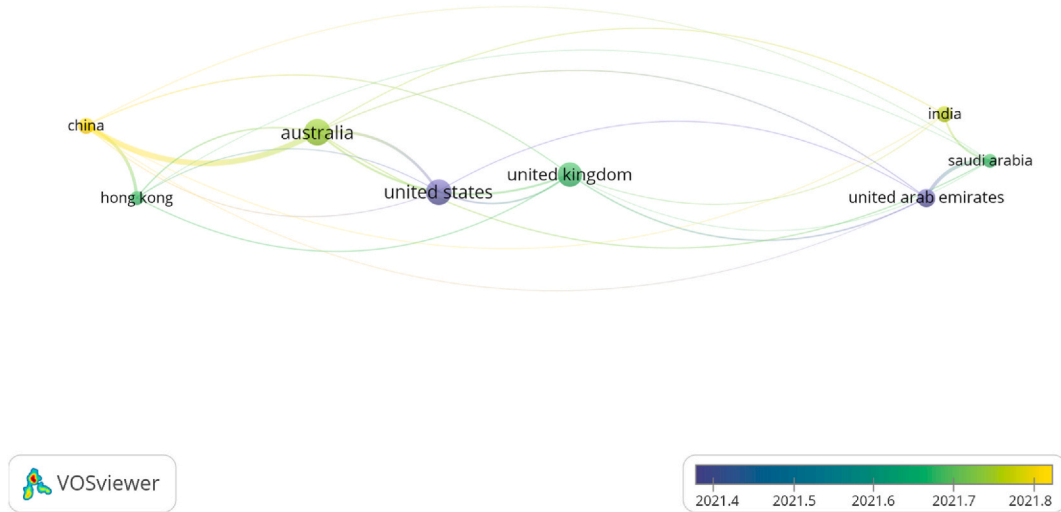 china
australia
india
saudi arabia
united kingdom
hong kong
united states
united arab emirates
VOSviewer
2021.4 2021.5 2021.6 2021.7 2021.8